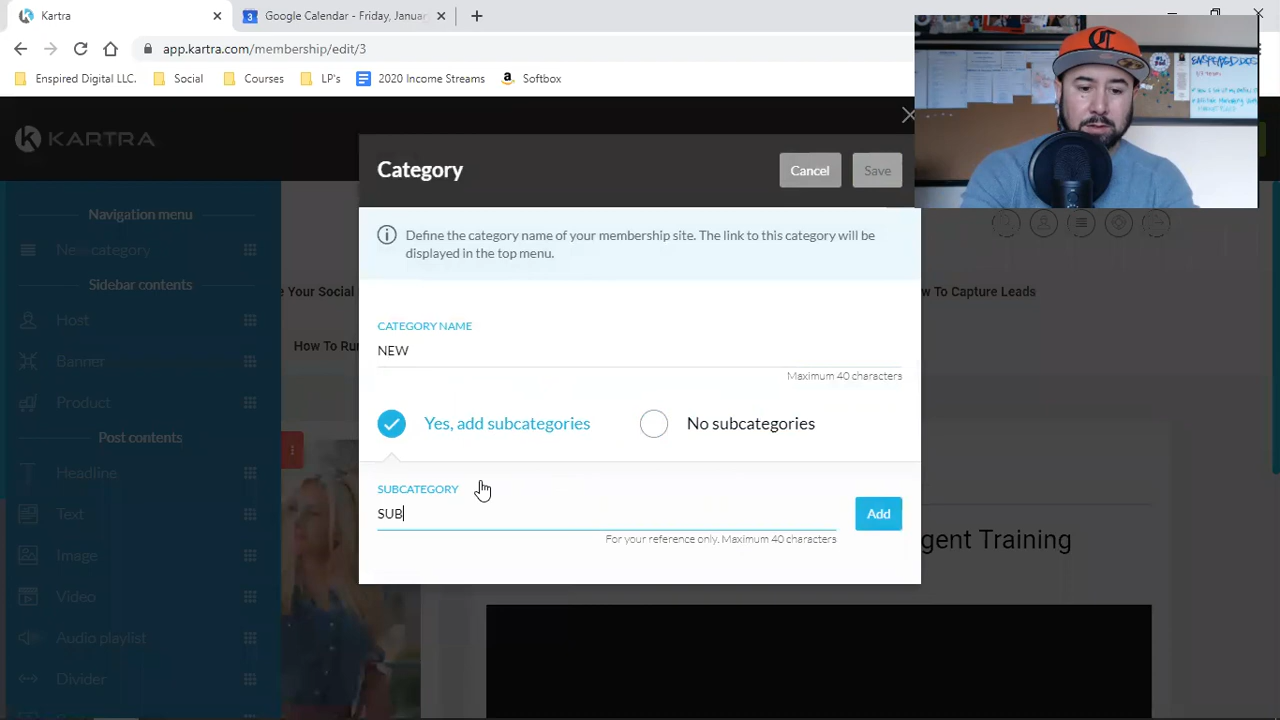 Kartra
Google Calendar - Friday, Januar
app.kartra.com/membership/edit/3
Enspired Digital LLC.
Social
Courses
LP's
2020 Income Streams
Softbox
KARTRA
Category
Cancel
Save
Navigation menu
Define the category name of your membership site. The link to this category will be
displayed in the top menu.
New category
Sidebar contents
e Your Social
w To Capture Leads
Host
CATEGORY NAME
How To Run
NEW
Banner
Maximum 40 characters
Product
Yes, add subcategories
No subcategories
Post contents
Headline
SUBCATEGORY
Text
SUB
Add
For your reference only. Maximum 40 characters
gent Training
Image
Video
Audio playlist
Divider